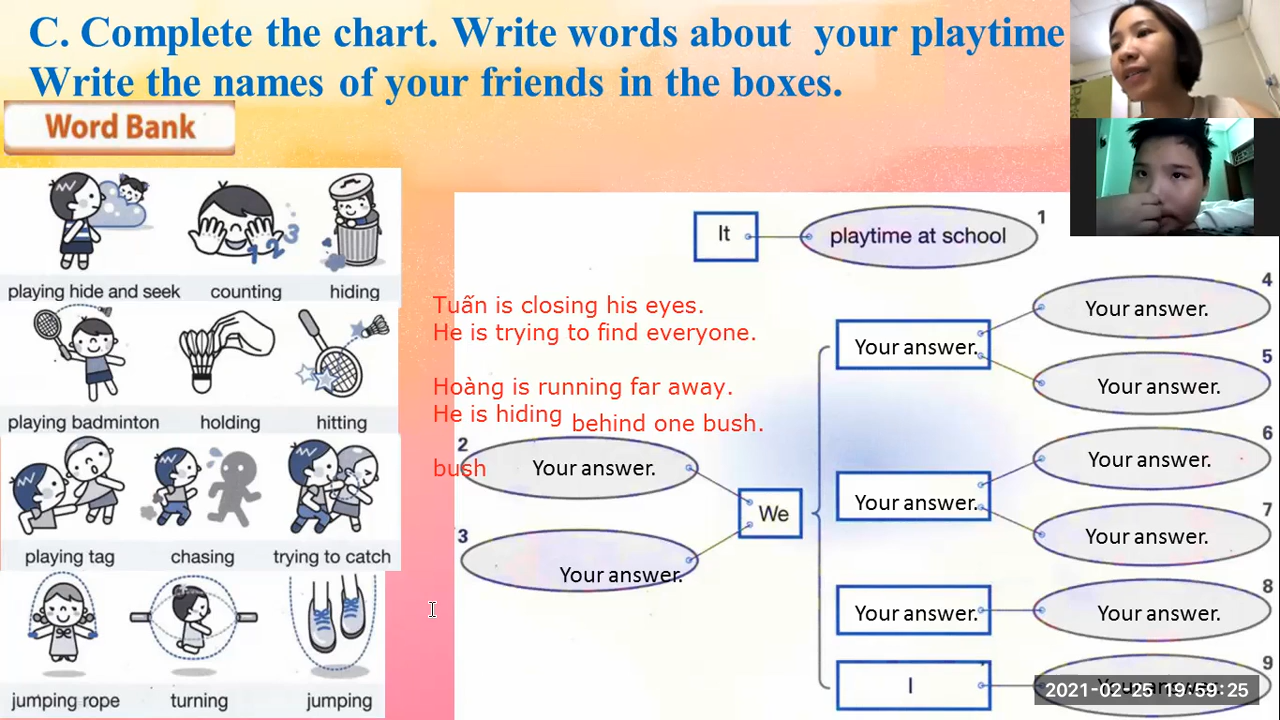 C. Complete the chart. Write words about your playtime
Write the names of your friends in the boxes.
Word Bank
playing hide and seek
counting
1 2 3
hiding
playing badminton
holding
hitting
playing tag
chasing
trying to catch
jumping rope
turning
jumping
It
playtime at school
1
Tuấn is closing his eyes.
He is trying to find everyone.
Hoàng is running far away.
He is hiding behind one bush.
bush
2
Your answer.
3
Your answer.
We
Your answer.
4
Your answer.
5
Your answer.
Your answer.
6
Your answer.
7
Your answer.
Your answer.
8
Your answer.
I
9
2021-02-25 19:59:25